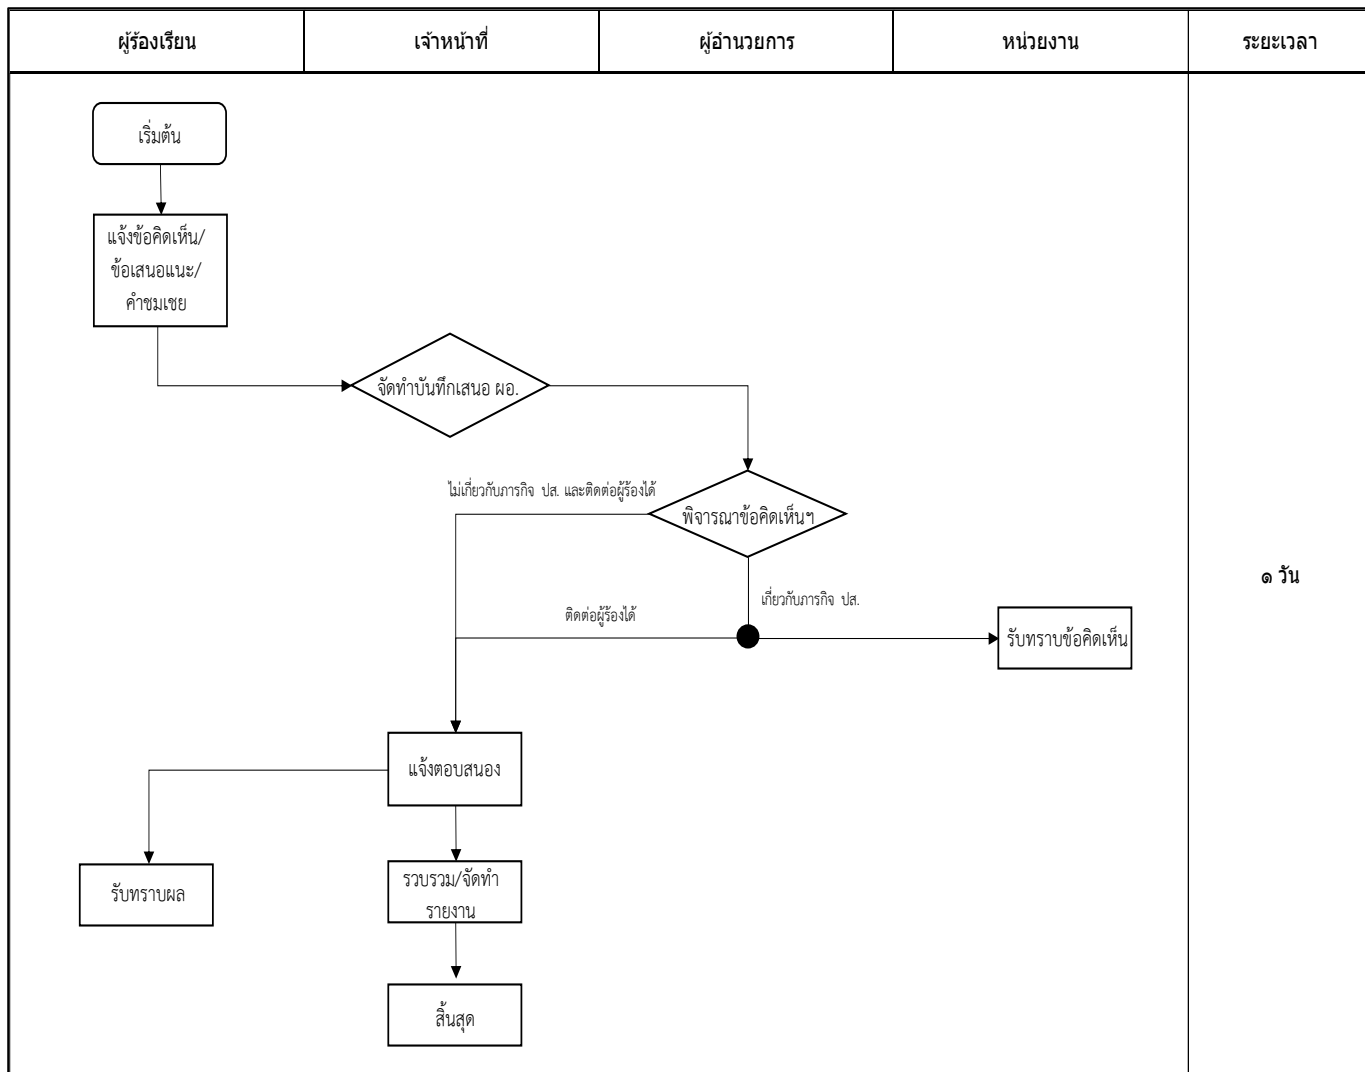 ผู้ร้องเรียน
เจ้าหน้าที่
ผู้อำนวยการ
หน่วยงาน
ระยะเวลา
เริ่มต้น
แจ้งข้อคิดเห็น/
ข้อเสนอแนะ/
คำชมเชย
จัดทำบันทึกเสนอ ผอ.
ไม่เกี่ยวกับภารกิจ ปส. และติดต่อผู้ร้องได้
พิจารณาข้อคิดเห็นฯ
๑ วัน
เกี่ยวกับภารกิจ ปส.
ติดต่อผู้ร้องได้
รับทราบข้อคิดเห็น
แจ้งตอบสนอง
รับทราบผล
รวบรวม/จัดทำ
รายงาน
สิ้นสุด